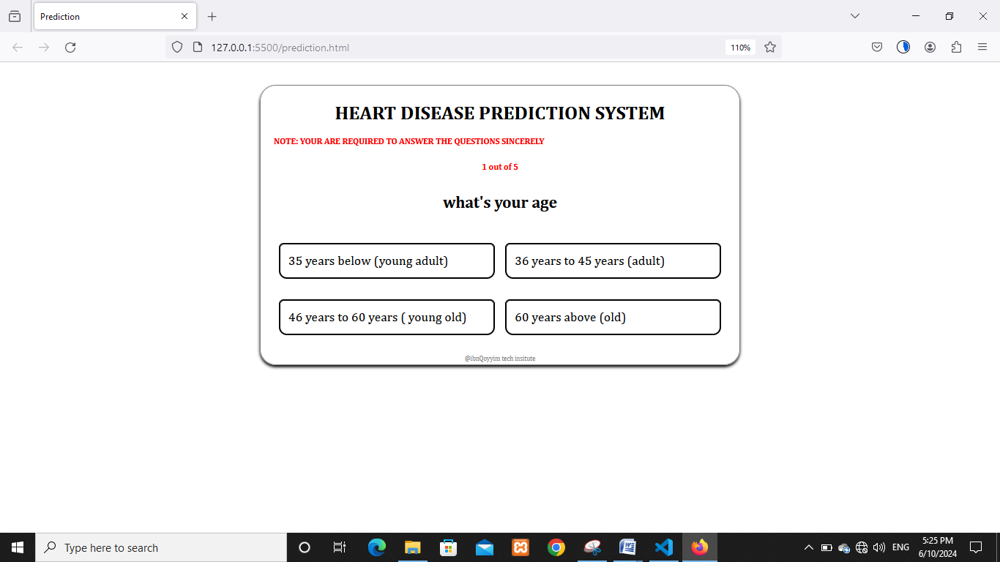 Prediction
127.0.0.1:5500/prediction.html
110%
HEART DISEASE PREDICTION SYSTEM
NOTE: YOUR ARE REQUIRED TO ANSWER THE QUESTIONS SINCERELY
1 out of 5
what's your age
35 years below (young adult)
36 years to 45 years (adult)
46 years to 60 years ( young old)
60 years above (old)
@ibnQoyyim tech insitute
Type here to search
ENG
5:25 PM
6/10/2024